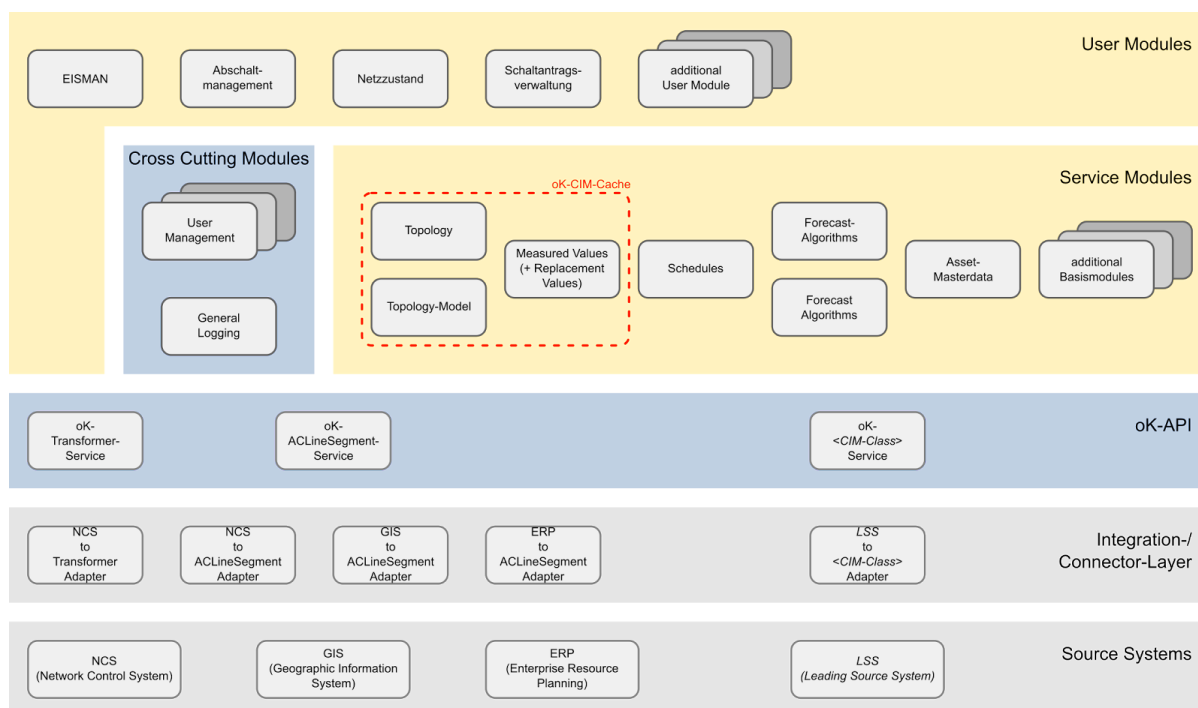 User Modules
EISMAN
Abschalt-
management
Netzzustand
Schaltantrags-
verwaltung
additional
User Module
Cross Cutting Modules
User
Management
General
Logging
Service Modules
oK-CIM-Cache
Topology
Topology-Model
Measured Values
(+ Replacement
Values)
Schedules
Forecast-
Algorithms
Forecast
Algorithms
Asset-
Masterdata
additional
Basismodules
oK-API
oK-
Transformer-
Service
oK-
ACLineSegment-
Service
oK-
<CIM-Class>
Service
Integration-/
Connector-Layer
NCS
to
Transformer
Adapter
NCS
to
ACLineSegment
Adapter
GIS
to
ACLineSegment
Adapter
ERP
to
ACLineSegment
Adapter
LSS
to
<CIM-Class>
Adapter
Source Systems
NCS
(Network Control System)
GIS
(Geographic Information
System)
ERP
(Enterprise Resource
Planning)
LSS
(Leading Source System)